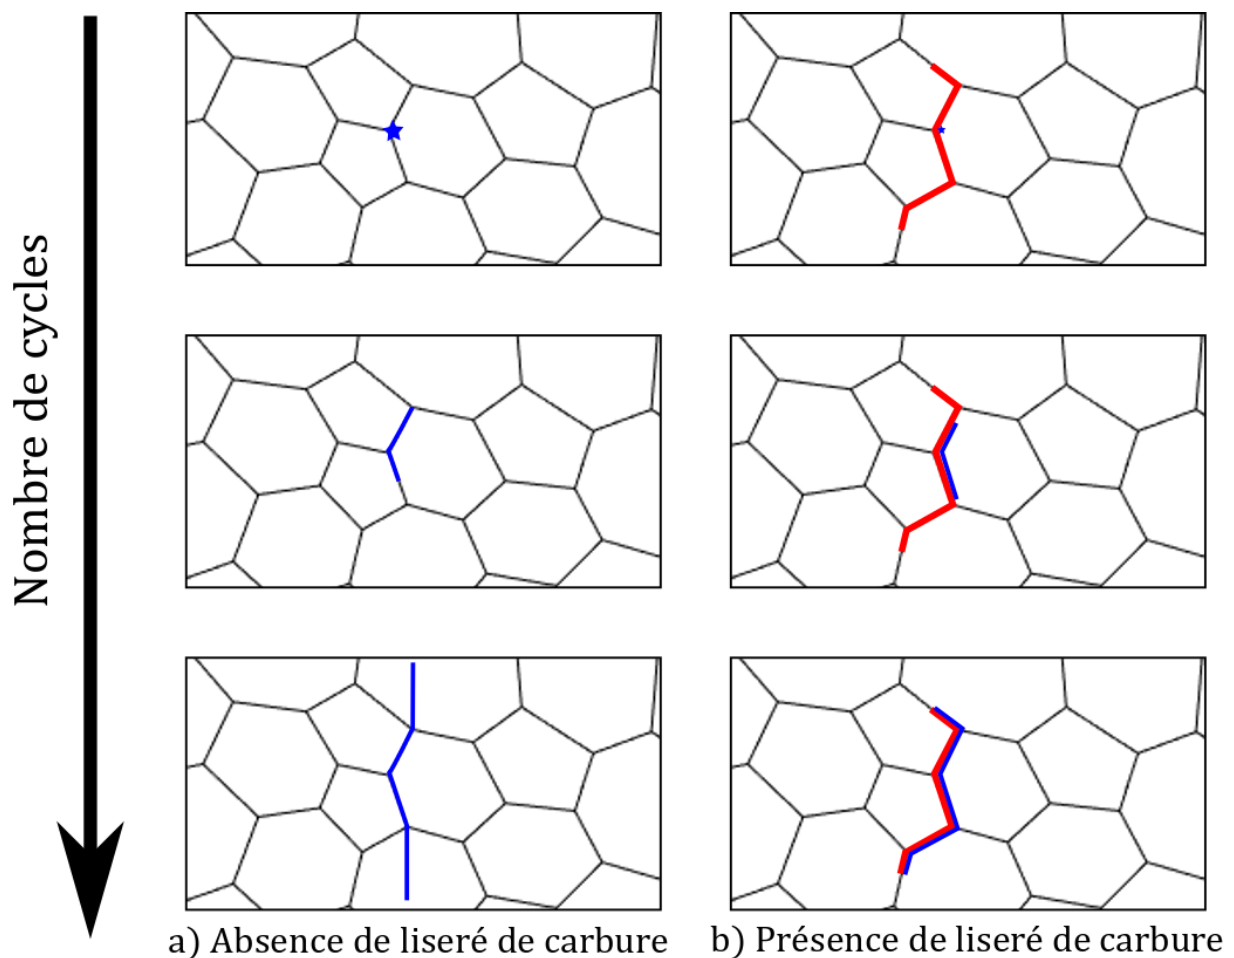 Nombre de cycles
a) Absence de liseré de carbure
b) Présence de liseré de carbure